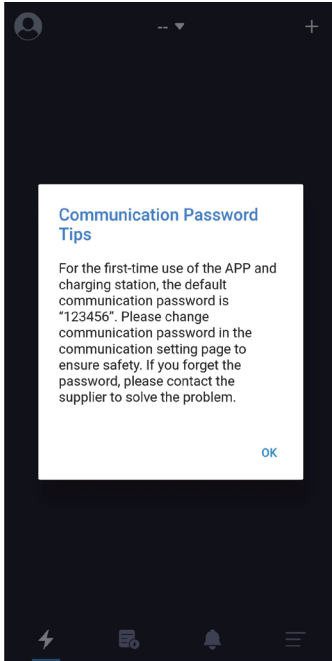 --
Communication Password
Tips
For the first-time use of the APP and
charging station, the default
communication password is
“123456”. Please change
communication password in the
communication setting page to
ensure safety. If you forget the
password, please contact the
supplier to solve the problem.
OK